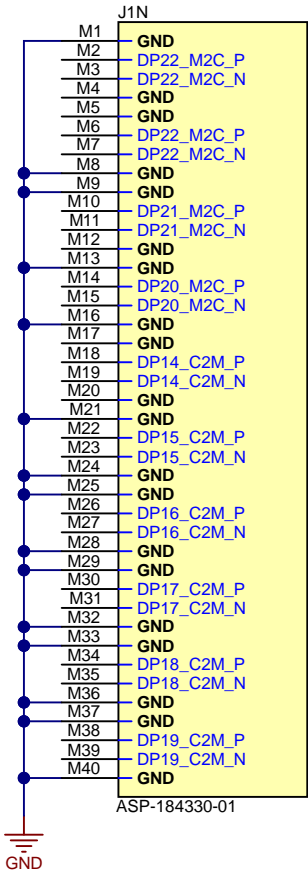 J1N
M1 GND
M2 DP22_M2C_P
M3 DP22_M2C_N
M4 GND
M5 GND
M6 DP22_M2C_P
M7 DP22_M2C_N
M8 GND
M9 GND
M10 DP21_M2C_P
M11 DP21_M2C_N
M12 GND
M13 GND
M14 DP20_M2C_P
M15 DP20_M2C_N
M16 GND
M17 GND
M18 DP14_C2M_P
M19 DP14_C2M_N
M20 GND
M21 GND
M22 DP15_C2M_P
M23 DP15_C2M_N
M24 GND
M25 GND
M26 DP16_C2M_P
M27 DP16_C2M_N
M28 GND
M29 GND
M30 DP17_C2M_P
M31 DP17_C2M_N
M32 GND
M33 GND
M34 DP18_C2M_P
M35 DP18_C2M_N
M36 GND
M37 GND
M38 DP19_C2M_P
M39 DP19_C2M_N
M40 GND
ASP-184330-01
GND